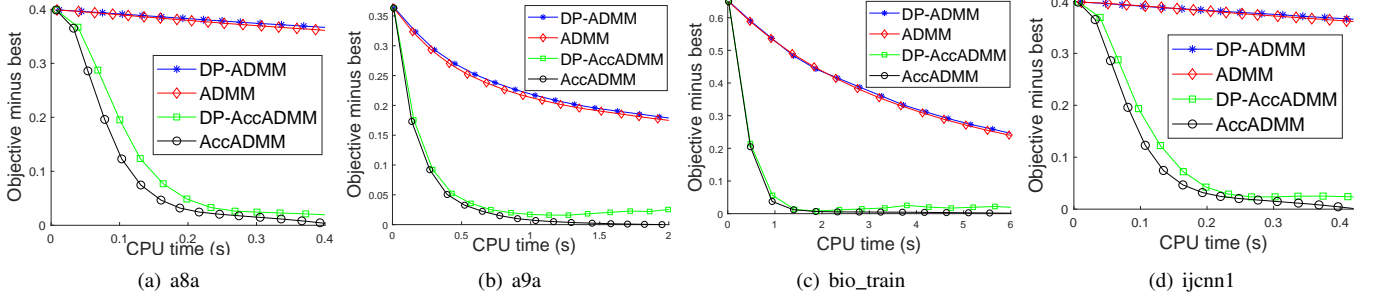 Objective minus best
0.4
0.3
0.2
0.1
0
0
0.1
0.2
0.3
0.4
CPU time (s)
DP-ADMM
ADMM
DP-AccADMM
AccADMM
(a) a8a
Objective minus best
0.35
0.3
0.25
0.2
0.15
0.1
0.05
0
0
0.5
1
1.5
2
CPU time (s)
DP-ADMM
ADMM
DP-AccADMM
AccADMM
(b) a9a
Objective minus best
0.6
0.5
0.4
0.3
0.2
0.1
0
0
1
2
3
4
5
6
CPU time (s)
DP-ADMM
ADMM
DP-AccADMM
AccADMM
(c) bio_train
Objective minus best
0.4
0.3
0.2
0.1
0
0
0.1
0.2
0.3
0.4
CPU time (s)
DP-ADMM
ADMM
DP-AccADMM
AccADMM
(d) ijcnn1